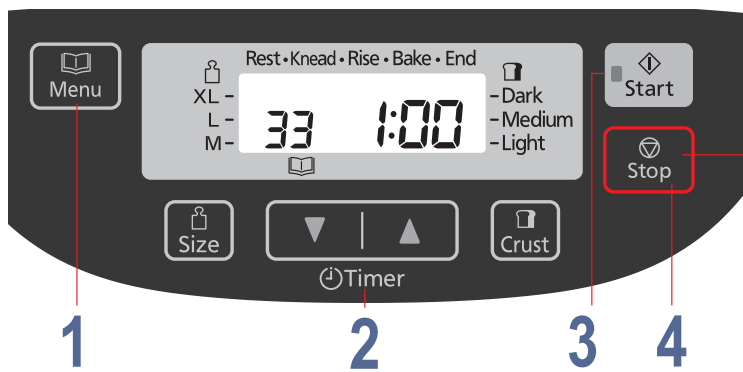 Menu
Rest • Knead • Rise • Bake • End
XL – – Dark
L – – Medium
M – – Light
33 1:00
Start
Stop
Size
Timer
Crust
1 2 3 4